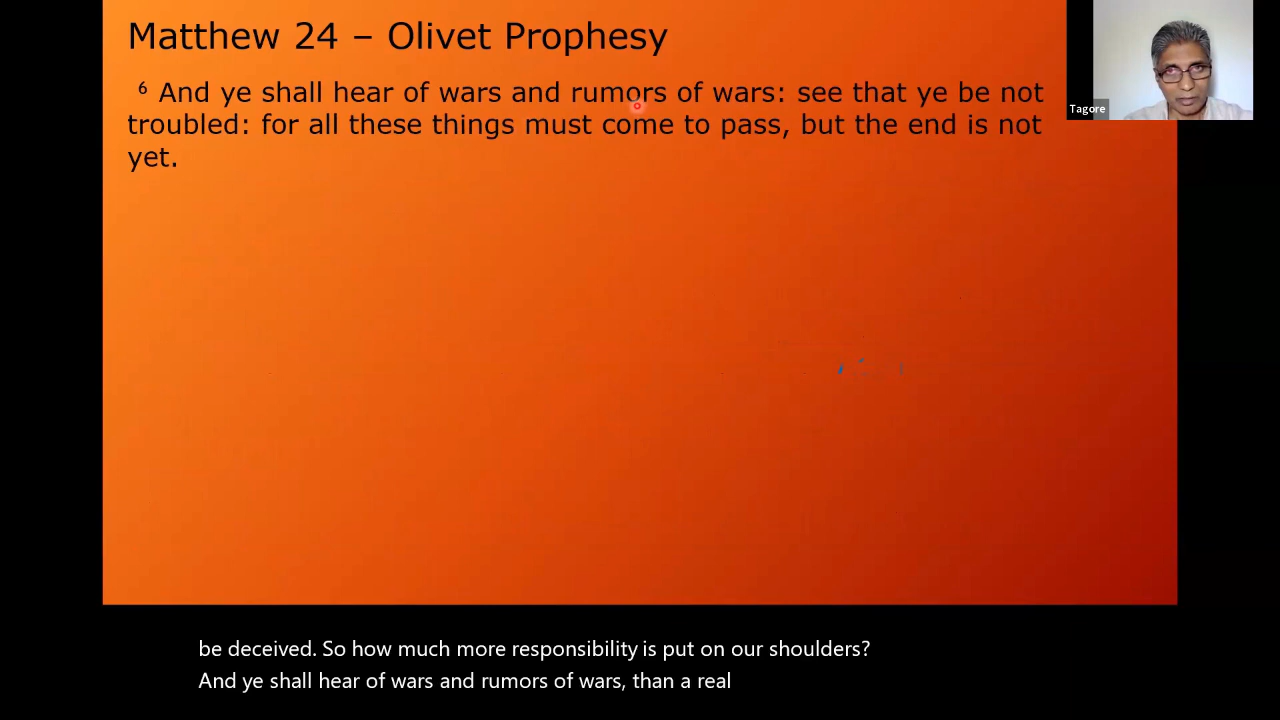 Matthew 24 – Olivet Prophesy
⁶ And ye shall hear of wars and rumors of wars: see that ye be not
troubled: for all these things must come to pass, but the end is not
yet.
Tagore
be deceived. So how much more responsibility is put on our shoulders?
And ye shall hear of wars and rumors of wars, than a real